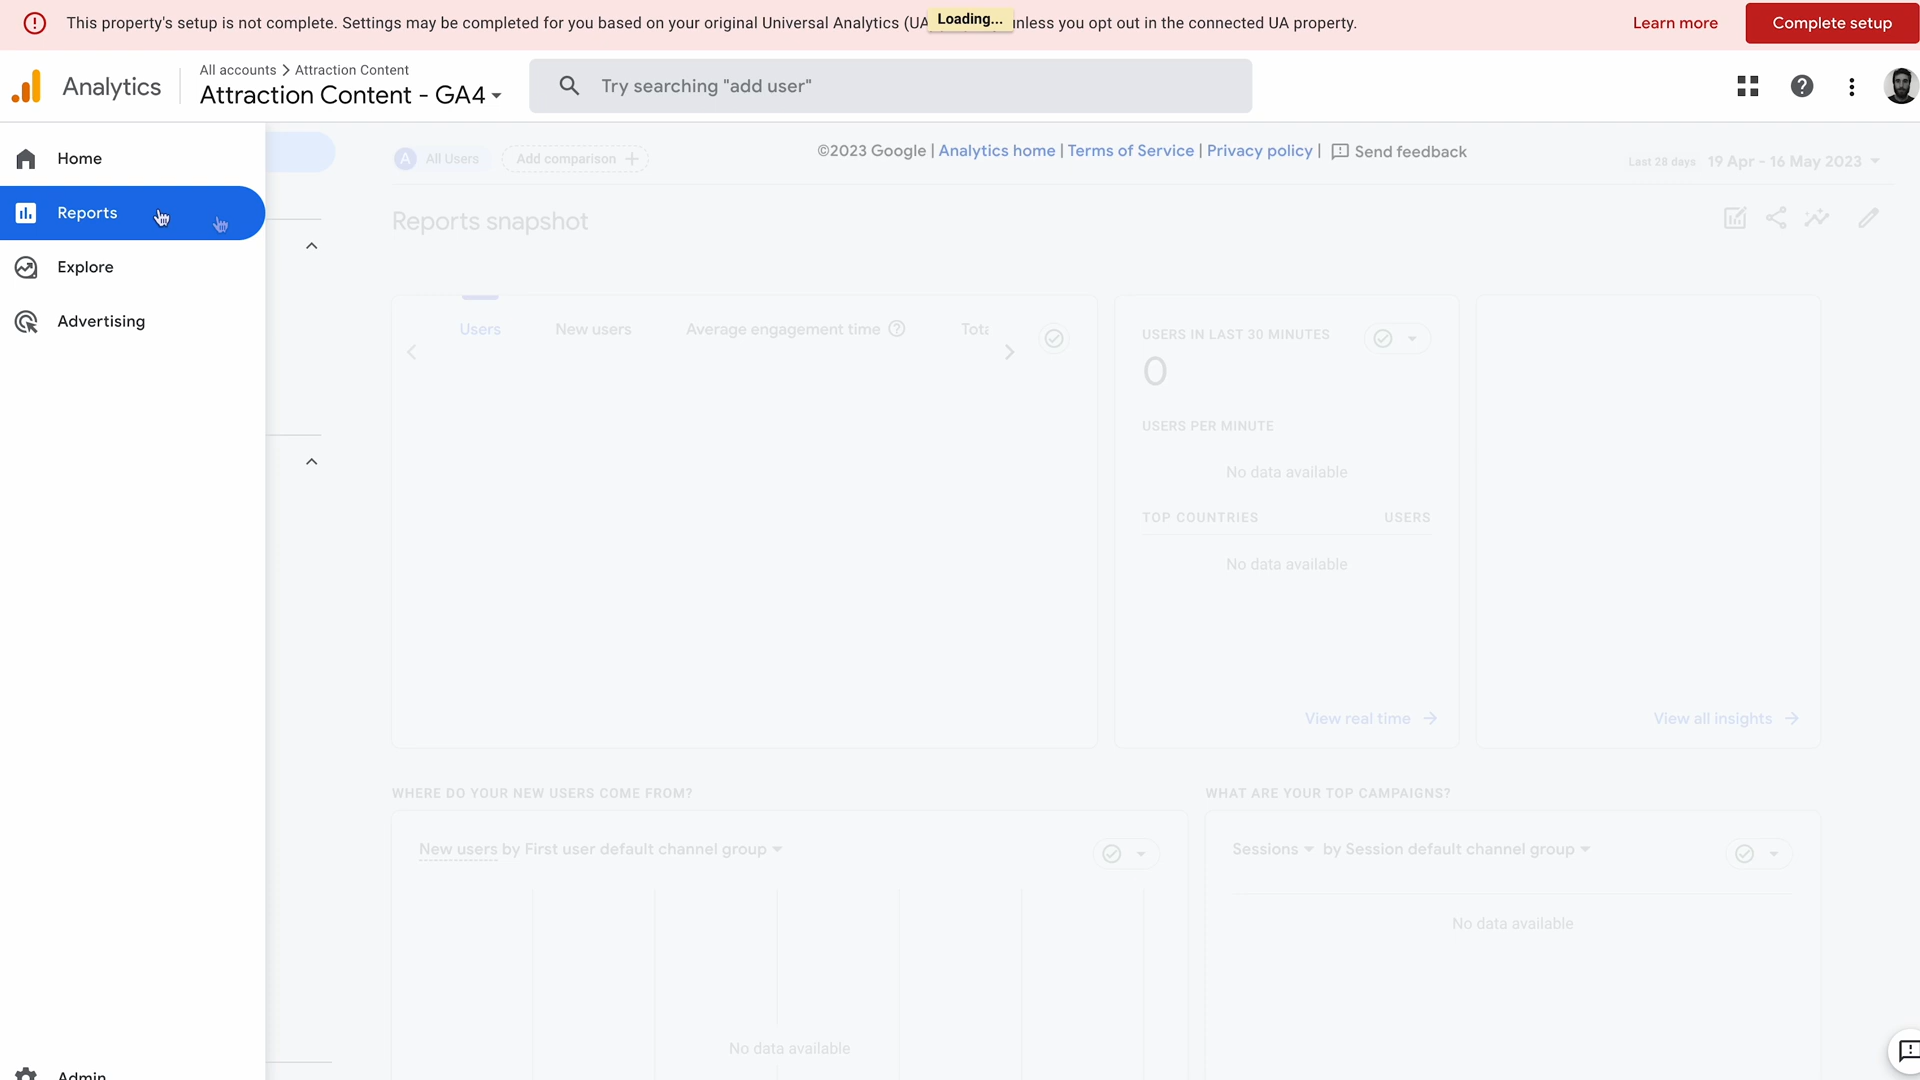 This property's setup is not complete. Settings may be completed for you based on your original Universal Analytics (UA
Loading...
unless you opt out in the connected UA property.
Learn more
Complete setup
Analytics
All accounts > Attraction Content
Attraction Content - GA4
Try searching "add user"
Home
Reports
Explore
Advertising
Admin
A All Users
Add comparison +
©2023 Google | Analytics home | Terms of Service | Privacy policy | Send feedback
Last 28 days 19 Apr - 16 May 2023
Reports snapshot
Users
New users
Average engagement time
USERS IN LAST 30 MINUTES
0
USERS PER MINUTE
No data available
TOP COUNTRIES USERS
No data available
View real time
View all insights
WHERE DO YOUR NEW USERS COME FROM?
New users by First user default channel group
No data available
WHAT ARE YOUR TOP CAMPAIGNS?
Sessions by Session default channel group
No data available